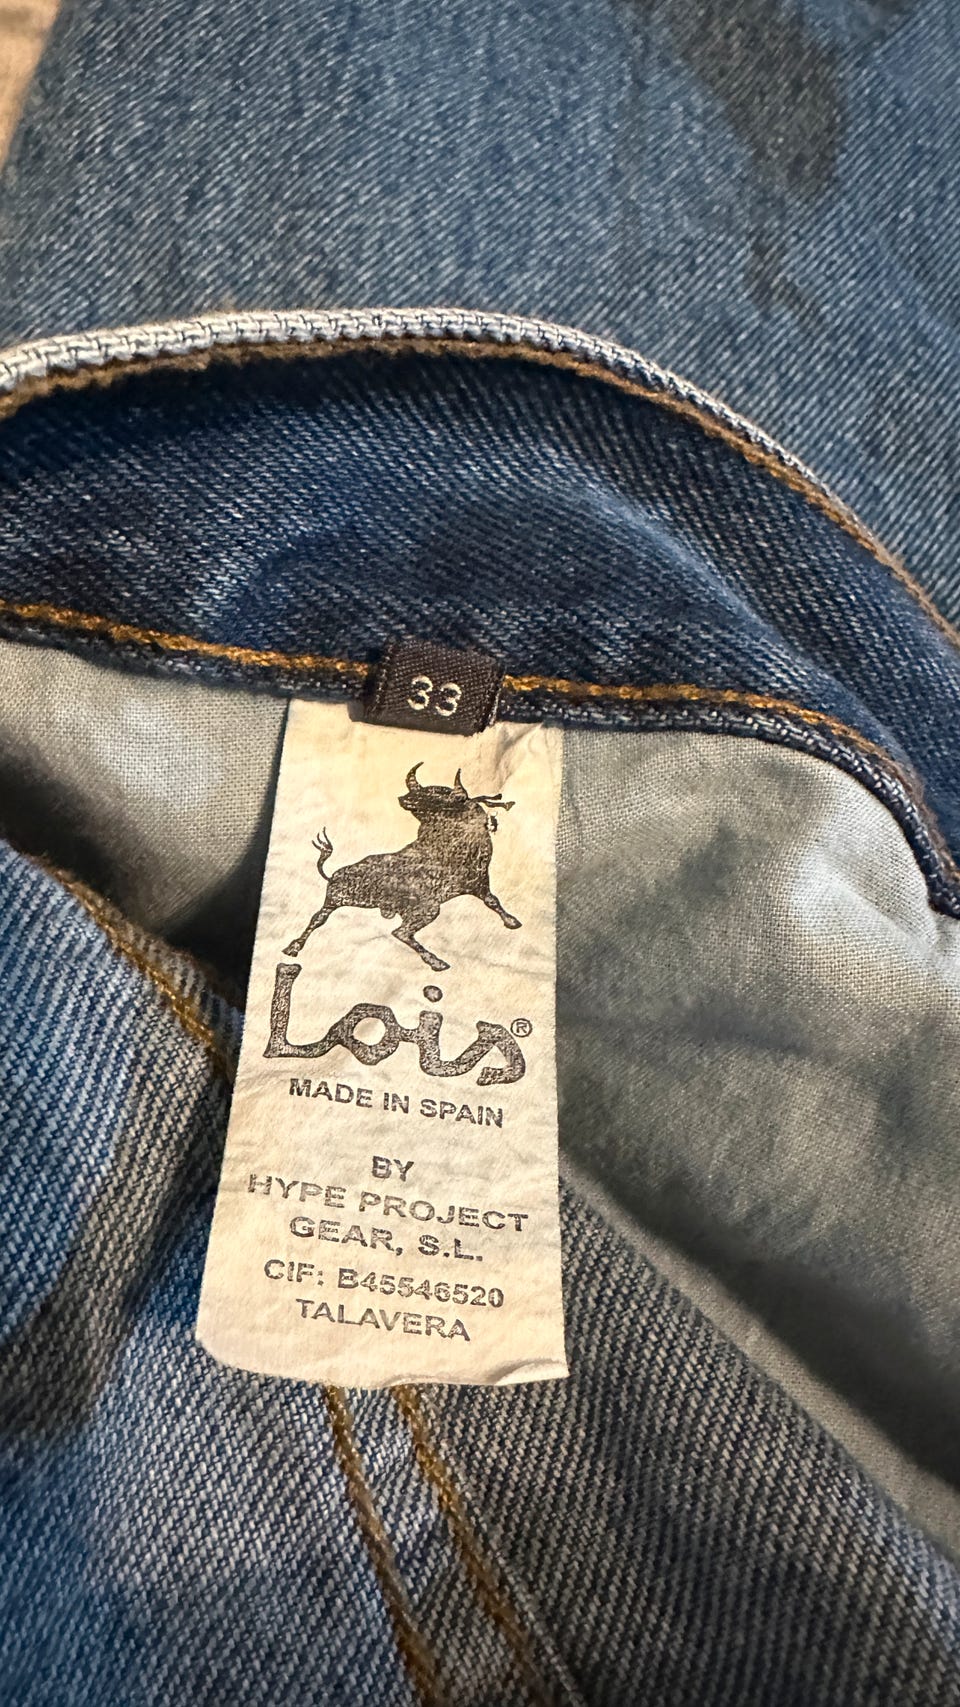 33
Lois®
MADE IN SPAIN
BY
HYPE PROJECT
GEAR, S.L.
CIF: B45546520
TALAVERA